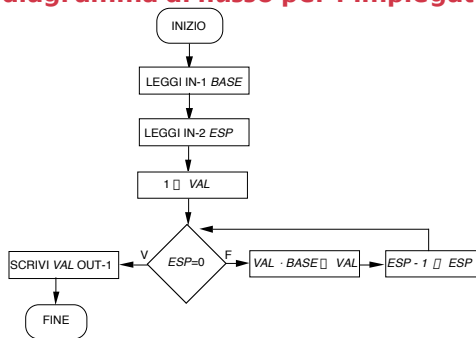 diagramma di flusso per l'impiegat
INIZIO
LEGGI IN-1 BASE
LEGGI IN-2 ESP
1 ▯ VAL
V
ESP=0
F
SCRIVI VAL OUT-1
VAL · BASE ▯ VAL
ESP - 1 ▯ ESP
FINE